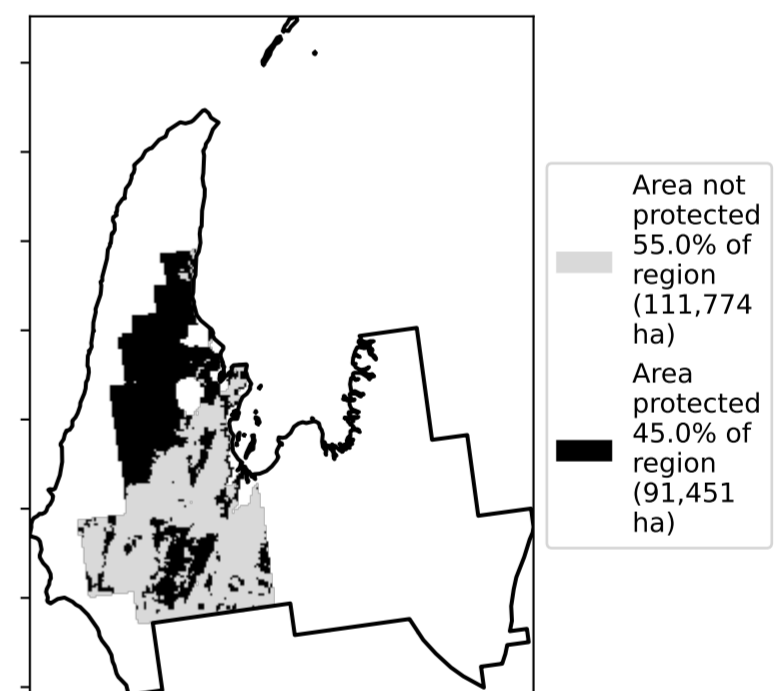 Area not
protected
55.0% of
region
(111,774
ha)
Area
protected
45.0% of
region
(91,451
ha)